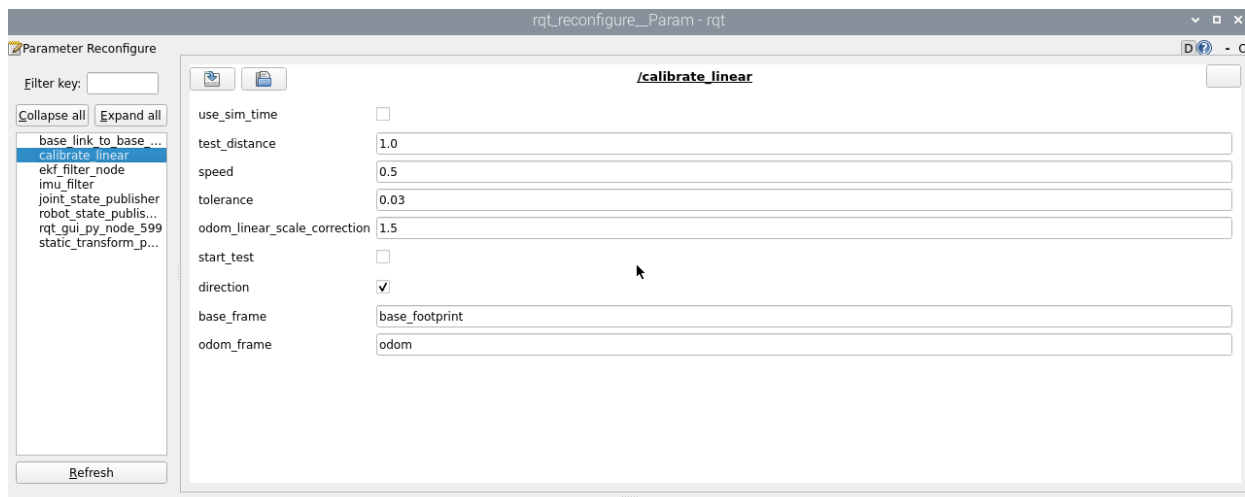 rqt_reconfigure__Param - rqt
Parameter Reconfigure
D
- C
Filter key:
Collapse all Expand all
base_link_to_base_...
calibrate_linear
ekf_filter_node
imu_filter
joint_state_publisher
robot_state_publis...
rqt_gui_py_node_599
static_transform_p...
Refresh
/calibrate_linear
use_sim_time
test_distance 1.0
speed 0.5
tolerance 0.03
odom_linear_scale_correction 1.5
start_test
direction
base_frame base_footprint
odom_frame odom